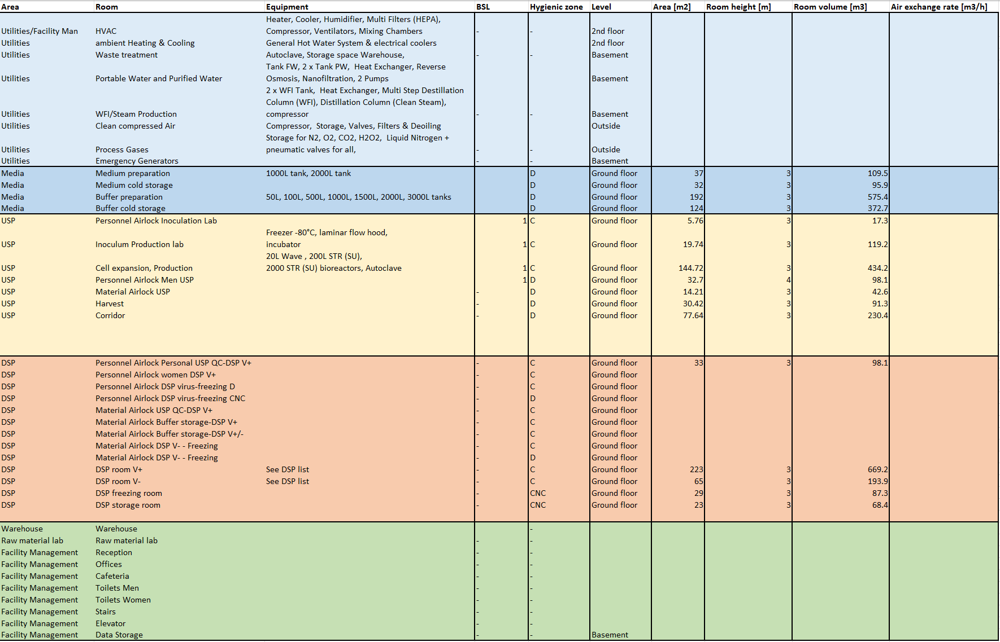 Area Room Equipment BSL Hygienic zone Level Area [m2] Room height [m] Room volume [m3] Air exchange rate [m3/h]
Heater, Cooler, Humidifier, Multi Filters (HEPA),
Utilities/Facility Man HVAC Compressor, Ventilators, Mixing Chambers - - 2nd floor
Utilities ambient Heating & Cooling General Hot Water System & electrical coolers 2nd floor
Utilities Waste treatment Autoclave, Storage space Warehouse, - - Basement
Tank FW, 2 x Tank PW, Heat Exchanger, Reverse
Utilities Portable Water and Purified Water Osmosis, Nanofiltration, 2 Pumps Basement
2 x WFI Tank, Heat Exchanger, Multi Step Destillation
Column (WFI), Distillation Column (Clean Steam),
Utilities WFI/Steam Production compressor - - Basement
Utilities Clean compressed Air Compressor, Storage, Valves, Filters & Deoiling Outside
Storage for N2, O2, CO2, H2O2, Liquid Nitrogen +
Utilities Process Gases pneumatic valves for all, - - Outside
Utilities Emergency Generators - - Basement
Media Medium preparation 1000L tank, 2000L tank D Ground floor 37 3 109.5
Media Medium cold storage D Ground floor 32 3 95.9
Media Buffer preparation 50L, 100L, 500L, 1000L, 1500L, 2000L, 3000L tanks D Ground floor 192 3 575.4
Media Buffer cold storage D Ground floor 124 3 372.7
USP Personnel Airlock Inoculation Lab 1 C Ground floor 5.76 3 17.3
Freezer -80°C, laminar flow hood,
USP Inoculum Production lab incubator 1 C Ground floor 19.74 3 119.2
20L Wave , 200L STR (SU),
USP Cell expansion, Production 2000 STR (SU) bioreactors, Autoclave 1 C Ground floor 144.72 3 434.2
USP Personnel Airlock Men USP 1 D Ground floor 32.7 4 98.1
USP Material Airlock USP - D Ground floor 14.21 3 42.6
USP Harvest - D Ground floor 30.42 3 91.3
USP Corridor - D Ground floor 77.64 3 230.4
DSP Personnel Airlock Personal USP QC-DSP V+ - C Ground floor 33 3 98.1
DSP Personnel Airlock women DSP V+ - C Ground floor
DSP Personnel Airlock DSP virus-freezing D - C Ground floor
DSP Personnel Airlock DSP virus-freezing CNC - D Ground floor
DSP Material Airlock USP QC-DSP V+ - C Ground floor
DSP Material Airlock Buffer storage-DSP V+ - C Ground floor
DSP Material Airlock Buffer storage-DSP V+/- - C Ground floor
DSP Material Airlock DSP V- - Freezing - C Ground floor
DSP Material Airlock DSP V- - Freezing - D Ground floor
DSP DSP room V+ See DSP list - C Ground floor 223 3 669.2
DSP DSP room V- See DSP list - C Ground floor 65 3 193.9
DSP DSP freezing room - CNC Ground floor 29 3 87.3
DSP DSP storage room - CNC Ground floor 23 3 68.4
Warehouse Warehouse -
Raw material lab Raw material lab - -
Facility Management Reception - -
Facility Management Offices - -
Facility Management Cafeteria - -
Facility Management Toilets Men - -
Facility Management Toilets Women - -
Facility Management Stairs - -
Facility Management Elevator - -
Facility Management Data Storage - - Basement